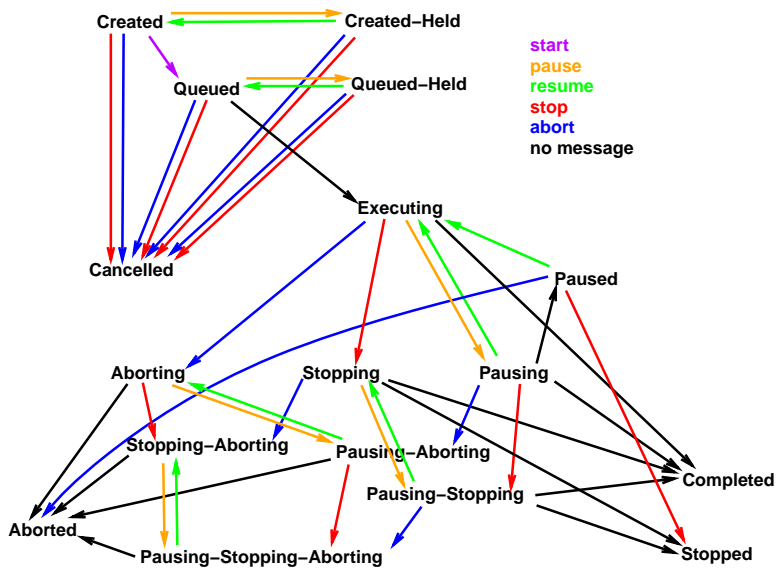 Created
Created–Held
start
pause
resume
stop
abort
no message
Queued
Queued–Held
Executing
Cancelled
Paused
Aborting
Stopping
Pausing
Stopping–Aborting
Pausing–Aborting
Completed
Pausing–Stopping
Aborted
Pausing–Stopping–Aborting
Stopped